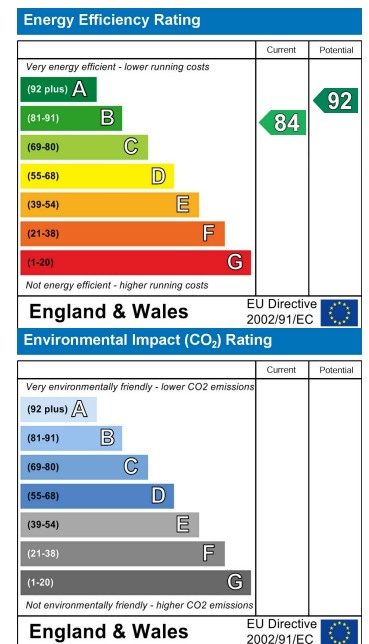 Energy Efficiency Rating
Current Potential
Very energy efficient - lower running costs
(92 plus) A
92
(81-91) B
84
(69-80) C
(55-68) D
(39-54) E
(21-38) F
(1-20) G
Not energy efficient - higher running costs
England & Wales EU Directive
2002/91/EC
Environmental Impact (CO₂) Rating
Current Potential
Very environmentally friendly - lower CO2 emissions
(92 plus) A
(81-91) B
(69-80) C
(55-68) D
(39-54) E
(21-38) F
(1-20) G
Not environmentally friendly - higher CO2 emissions
England & Wales EU Directive
2002/91/EC